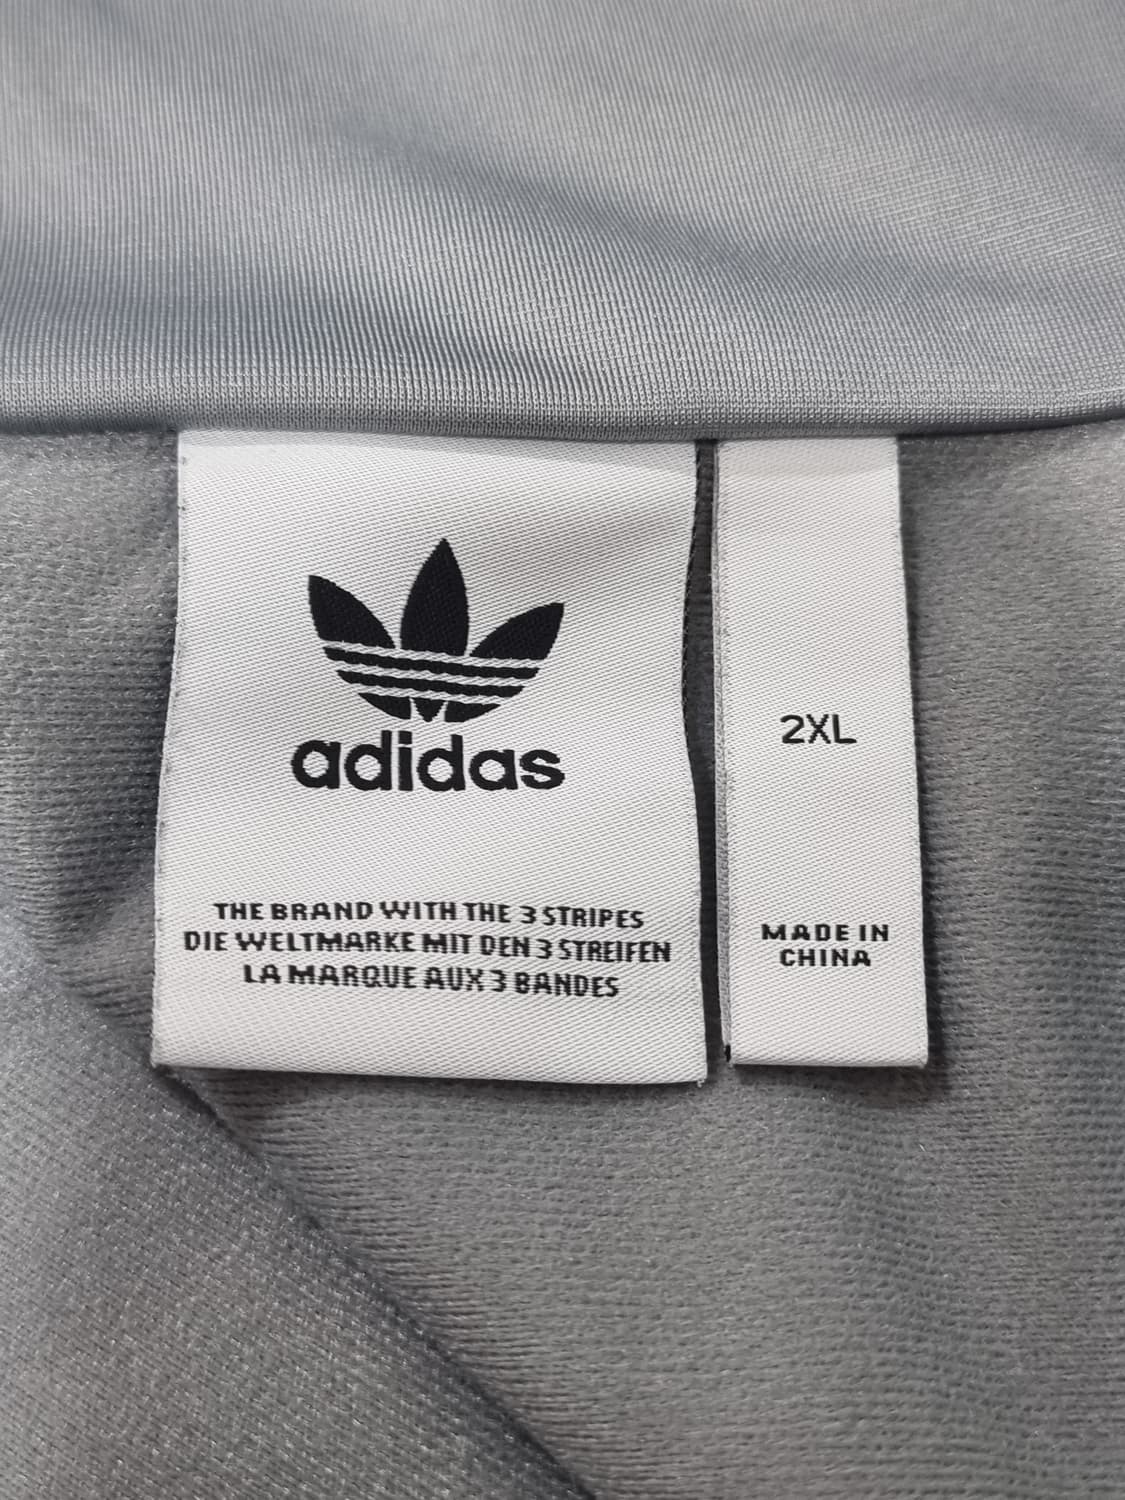 adidas
THE BRAND WITH THE 3 STRIPES
DIE WELTMARKE MIT DEN 3 STREIFEN
LA MARQUE AUX 3 BANDES
2XL
MADE IN
CHINA